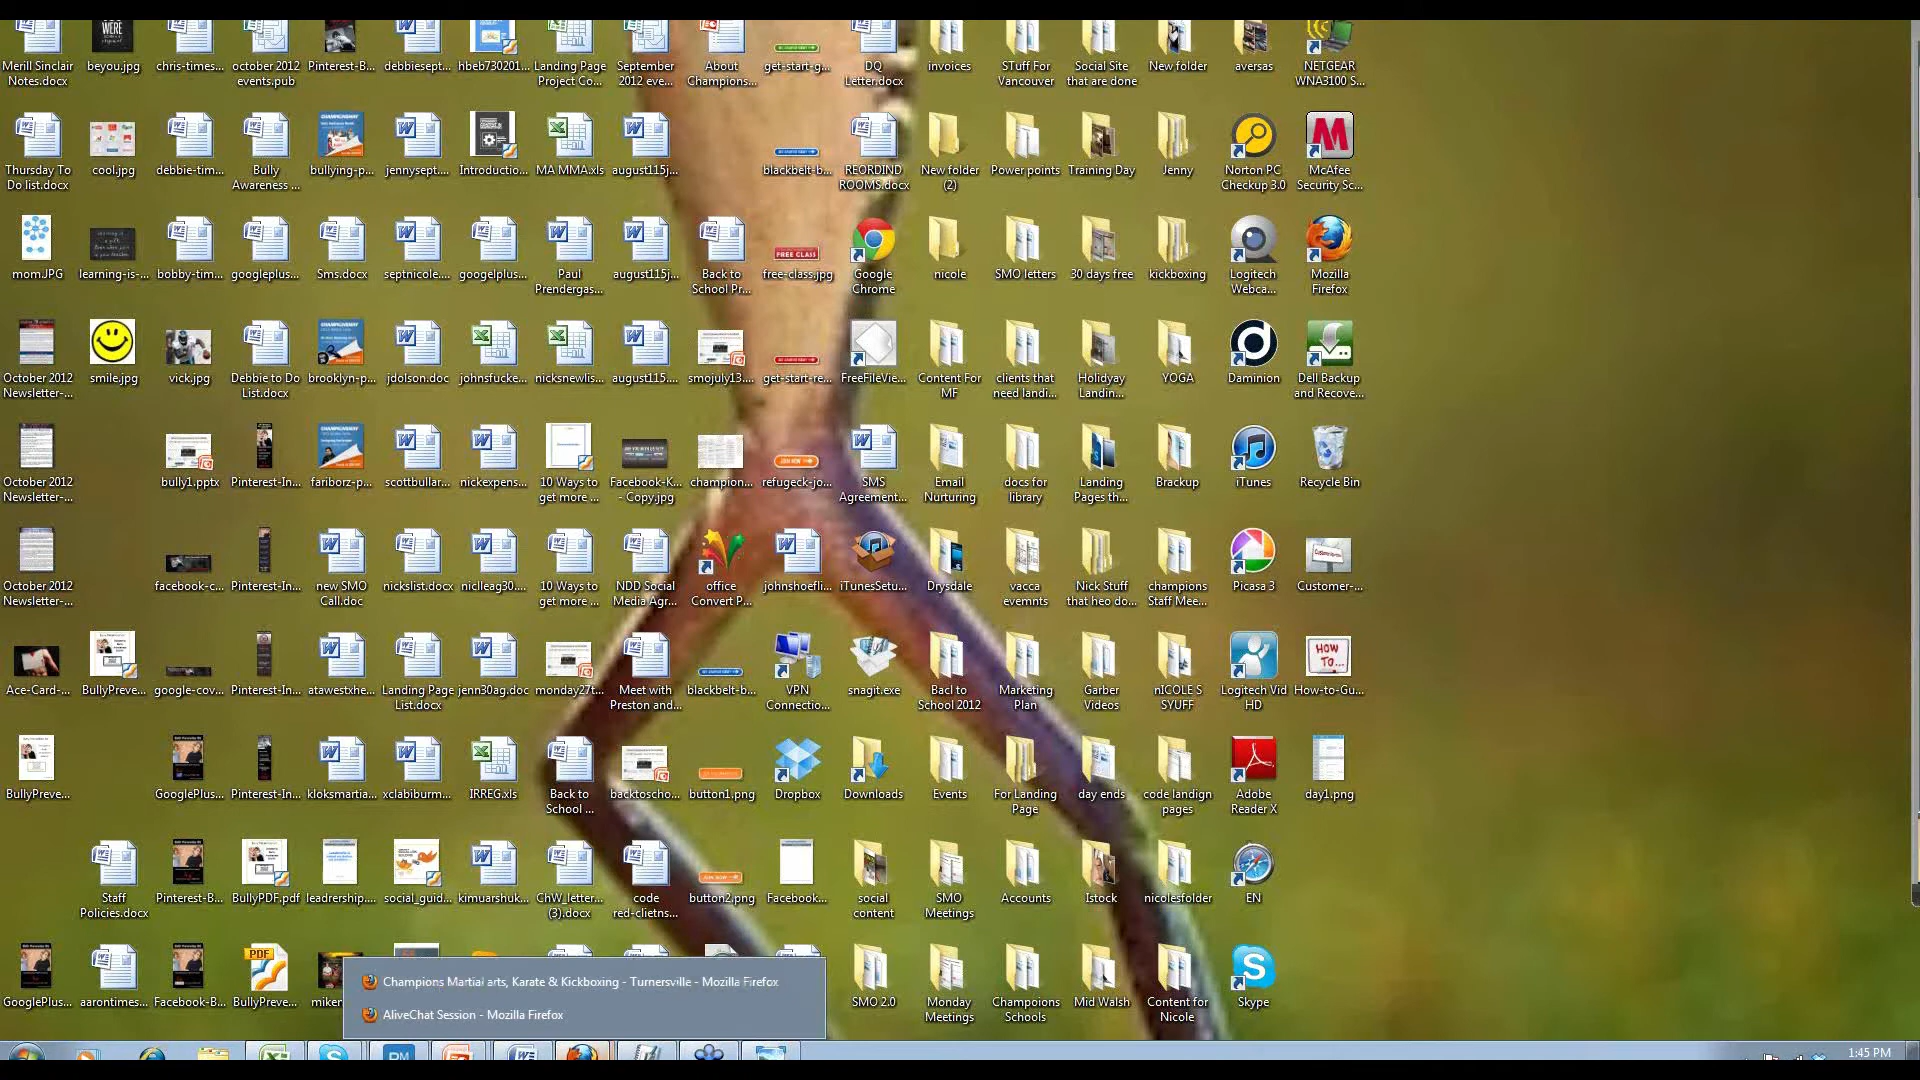 Merill Sinclair Notes.docx
beyou.jpg
chris-times...
october 2012 events.pub
Pinterest-B...
debbiesept...
hbeb730201...
Landing Page Project Co...
September 2012 eve...
About Champions...
get-start-g...
DQ Letter.docx
invoices
STuff For Vancouver
Social Site that are done
New folder
aversas
NETGEAR WNA3100 S...
Thursday To Do list.docx
cool.jpg
debbie-tim...
Bully Awareness ...
bullying-p...
jennysept....
Introductio...
MA MMA.xls
august115j...
blackbelt-b...
REORDIND ROOMS.docx
New folder (2)
Power points
Training Day
Jenny
Norton PC Checkup 3.0
McAfee Security Sc...
mom.JPG
learning-is-...
bobby-tim...
googleplus...
Sms.docx
septnicole....
googelplus...
Paul Prendergas...
august115j...
Back to School Pr...
FREE CLASS
free-class.jpg
Google Chrome
nicole
SMO letters
30 days free
kickboxing
Logitech Webca...
Mozilla Firefox
October 2012 Newsletter-...
smile.jpg
vick.jpg
Debbie to Do List.docx
brooklyn-p...
jdolson.doc
johnsfucke...
nicksnewlis...
august115....
smojuly13....
get-start-re...
FreeFileVie...
Content For MF
clients that need landi...
Holidyay Landin...
YOGA
Daminion
Dell Backup and Recove...
October 2012 Newsletter-...
bully1.pptx
Pinterest-In...
fariborz-p...
scottbullar...
nickexpens...
10 Ways to get more ...
Facebook-K... - Copy.jpg
champion...
JOIN NOW
refugeck-jo...
SMS Agreement...
Email Nurturing
docs for library
Landing Pages th...
Brackup
iTunes
Recycle Bin
October 2012 Newsletter-...
facebook-c...
Pinterest-In...
new SMO Call.doc
nickslist.docx
niclleag30....
10 Ways to get more ...
NDD Social Media Agr...
office Convert P...
johnshoefli...
iTunesSetu...
Drysdale
vacca evemnts
Nick Stuff that heo do...
champions Staff Mee...
Picasa 3
Customer-...
Ace-Card-...
BullyPreve...
google-cov...
Pinterest-In...
atawestxhe...
Landing Page List.docx
jenn30ag.doc
monday27t...
Meet with Preston and...
blackbelt-b...
VPN Connectio...
snagit.exe
Bacl to School 2012
Marketing Plan
Garber Videos
nICOLE S SYUFF
Logitech Vid HD
HOW TO...
How-to-Gu...
BullyPreve...
GooglePlus...
Pinterest-In...
kloksmartia...
xclabiburm...
IRREG.xls
Back to School ...
backtoscho...
button1.png
Dropbox
Downloads
Events
For Landing Page
day ends
code landign pages
Adobe Reader X
day1.png
Staff Policies.docx
Pinterest-B...
BullyPDF.pdf
leadrership....
social_guid...
kimuarshuk...
ChW_letter... (3).docx
code red-clietns...
JOIN NOW
button2.png
Facebook...
social content
SMO Meetings
Accounts
Istock
nicolesfolder
EN
GooglePlus...
aarontimes...
Facebook-B...
PDF
BullyPreve...
miker
SMO 2.0
Monday Meetings
Champoions Schools
Mid Walsh
Content for Nicole
Skype
Champions Martial arts, Karate & Kickboxing - Turnersville - Mozilla Firefox
AliveChat Session - Mozilla Firefox
1:45 PM